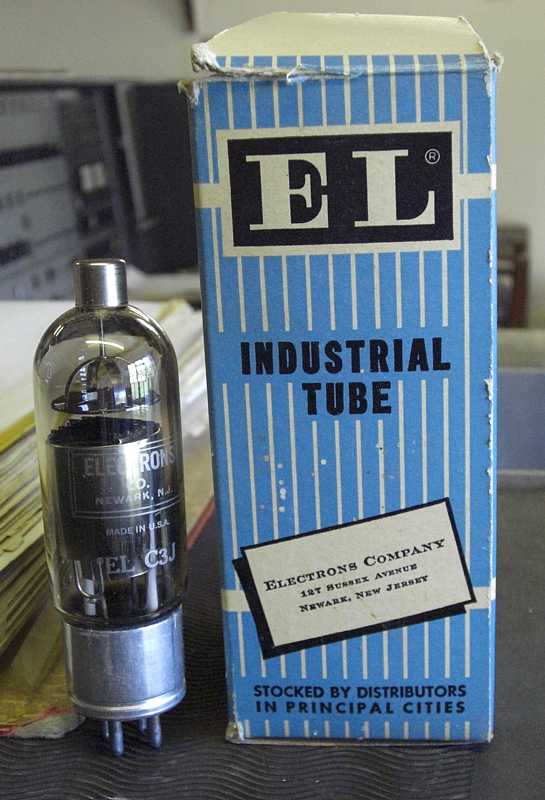 EL®
INDUSTRIAL
TUBE
ELECTRONS COMPANY
127 SUSSEX AVENUE
NEWARK, NEW JERSEY
STOCKED BY DISTRIBUTORS
IN PRINCIPAL CITIES
ELECTRONS
CO.
NEWARK, N.J.
MADE IN U.S.A.
EL C3J